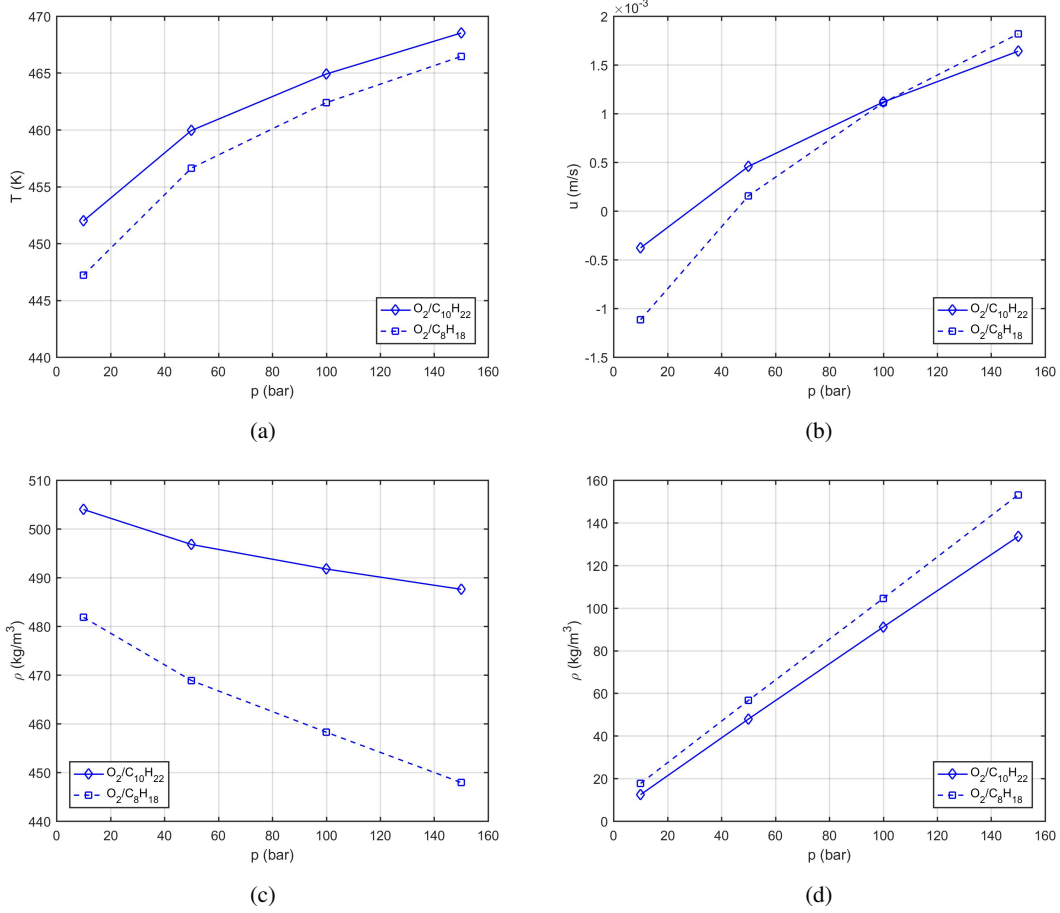 470
465
460
455
450
445
440
T (K)
0 20 40 60 80 100 120 140 160
p (bar)
O₂/C₁₀H₂₂
O₂/C₈H₁₈
(a)
×10⁻³
2
1.5
1
0.5
0
-0.5
-1
-1.5
u (m/s)
0 20 40 60 80 100 120 140 160
p (bar)
O₂/C₁₀H₂₂
O₂/C₈H₁₈
(b)
510
500
490
480
470
460
450
440
ρ (kg/m³)
0 20 40 60 80 100 120 140 160
p (bar)
O₂/C₁₀H₂₂
O₂/C₈H₁₈
(c)
160
140
120
100
80
60
40
20
0
ρ (kg/m³)
0 20 40 60 80 100 120 140 160
p (bar)
O₂/C₁₀H₂₂
O₂/C₈H₁₈
(d)